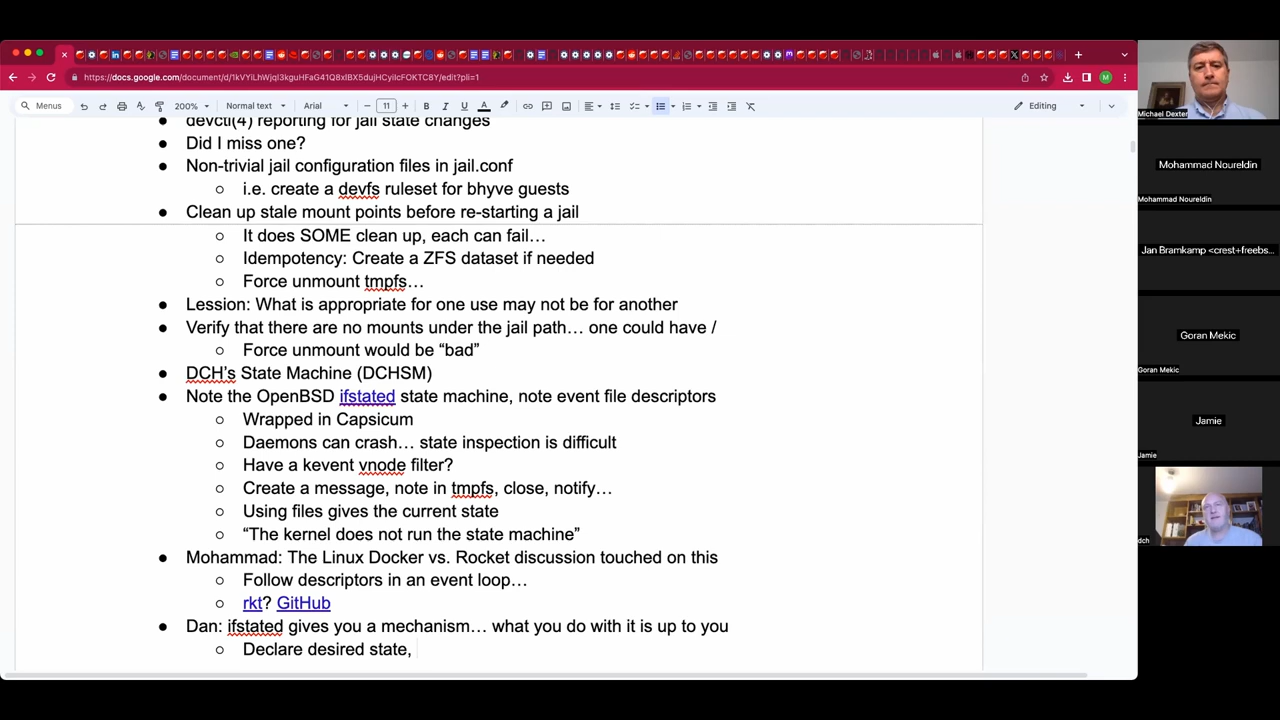 https://docs.google.com/document/d/1kVYiLhWjqI3kguHFaG41Q8xlBX5dujHCyilcFOKTC8Y/edit?pli=1
M
Menus
200%
Normal text
Arial
11
Editing
devctl(4) reporting for jail state changes
Did I miss one?
Non-trivial jail configuration files in jail.conf
i.e. create a devfs ruleset for bhyve guests
Clean up stale mount points before re-starting a jail
It does SOME clean up, each can fail…
Idempotency: Create a ZFS dataset if needed
Force unmount tmpfs…
Lession: What is appropriate for one use may not be for another
Verify that there are no mounts under the jail path… one could have /
Force unmount would be “bad”
DCH’s State Machine (DCHSM)
Note the OpenBSD ifstated state machine, note event file descriptors
Wrapped in Capsicum
Daemons can crash… state inspection is difficult
Have a kevent vnode filter?
Create a message, note in tmpfs, close, notify…
Using files gives the current state
“The kernel does not run the state machine”
Mohammad: The Linux Docker vs. Rocket discussion touched on this
Follow descriptors in an event loop…
rkt? GitHub
Dan: ifstated gives you a mechanism… what you do with it is up to you
Declare desired state,
Michael Dexter
Mohammad Noureldin
Mohammad Noureldin
Jan Bramkamp <crest+freebs...
Goran Mekic
Goran Mekic
Jamie
Jamie
dch